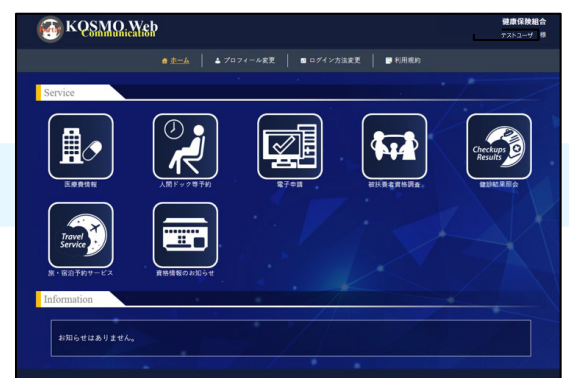 KOSMO Web
Communication
健康保険組合
テストユーザ 様
ホーム
プロフィール変更
ログイン方法変更
利用規約
Service
医療費情報
人間ドック等予約
電子申請
被扶養者資格調査
Checkups
Results
健診結果照会
Travel
Service
旅・宿泊予約サービス
資格情報のお知らせ
Information
お知らせはありません。